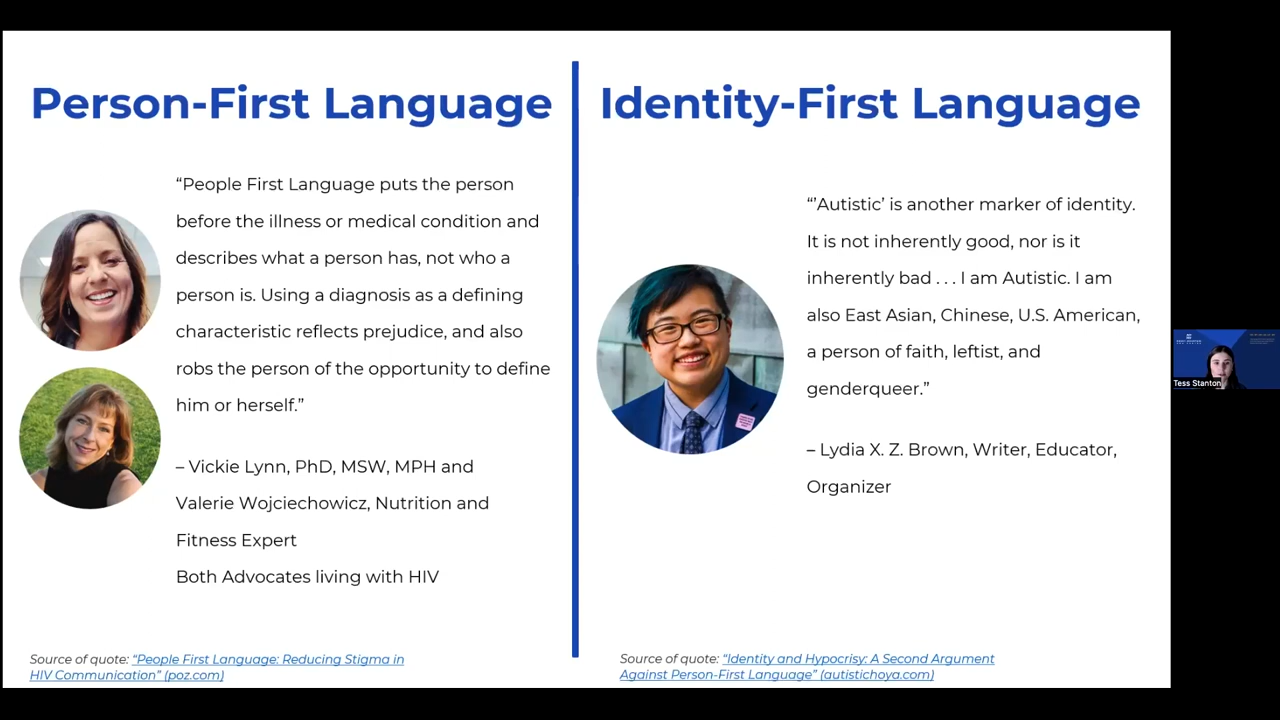 Person-First Language
“People First Language puts the person
before the illness or medical condition and
describes what a person has, not who a
person is. Using a diagnosis as a defining
characteristic reflects prejudice, and also
robs the person of the opportunity to define
him or herself.”
– Vickie Lynn, PhD, MSW, MPH and
Valerie Wojciechowicz, Nutrition and
Fitness Expert
Both Advocates living with HIV
Source of quote: “People First Language: Reducing Stigma in
HIV Communication” (poz.com)
Identity-First Language
“’Autistic’ is another marker of identity.
It is not inherently good, nor is it
inherently bad . . . I am Autistic. I am
also East Asian, Chinese, U.S. American,
a person of faith, leftist, and
genderqueer.”
– Lydia X. Z. Brown, Writer, Educator,
Organizer
Source of quote: “Identity and Hypocrisy: A Second Argument
Against Person-First Language” (autistichoya.com)
Tess Stanton